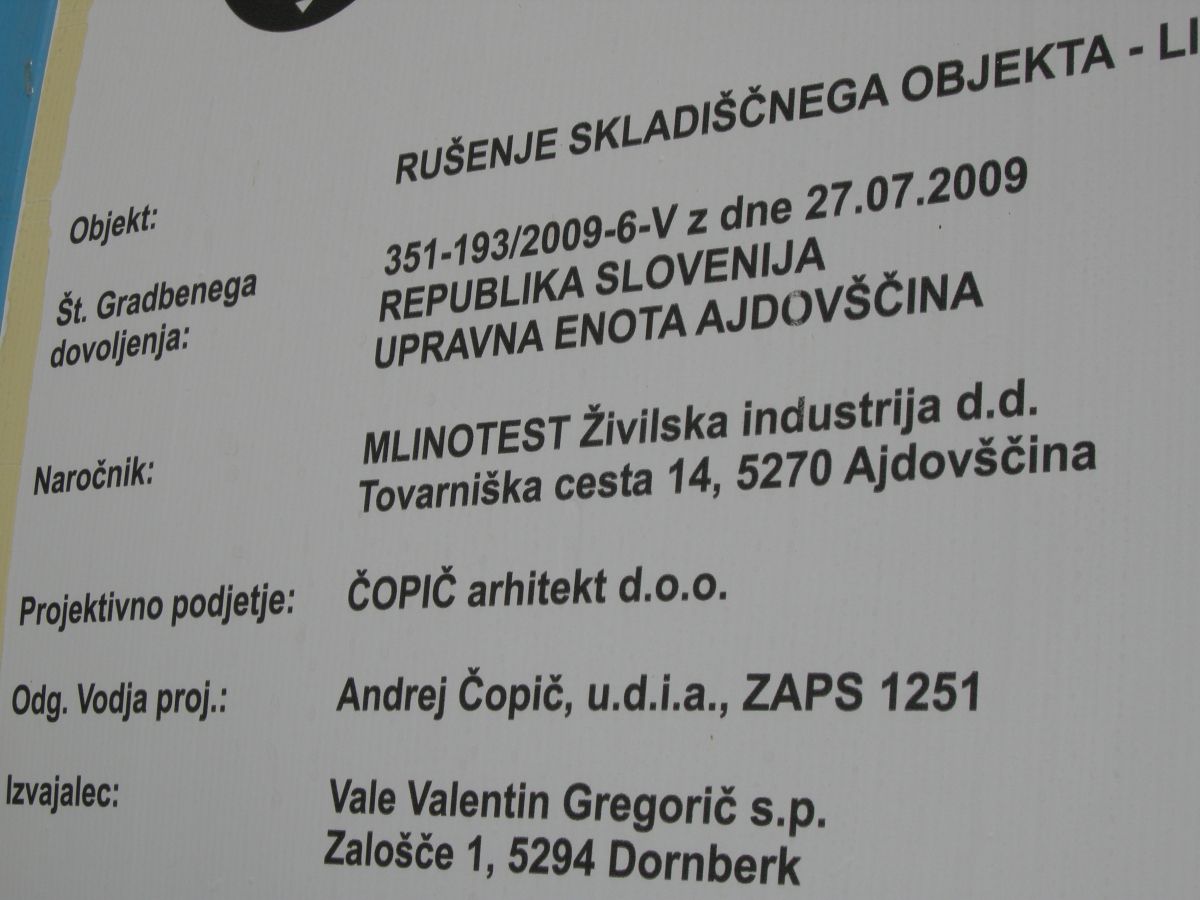 Objekt: RUŠENJE SKLADIŠČNEGA OBJEKTA - LI
Št. Gradbenega dovoljenja:
351-193/2009-6-V z dne 27.07.2009
REPUBLIKA SLOVENIJA
UPRAVNA ENOTA AJDOVŠČINA
Naročnik: MLINOTEST Živilska industrija d.d.
Tovarniška cesta 14, 5270 Ajdovščina
Projektivno podjetje: ČOPIČ arhitekt d.o.o.
Odg. Vodja proj.: Andrej Čopič, u.d.i.a., ZAPS 1251
Izvajalec: Vale Valentin Gregorič s.p.
Zalošče 1, 5294 Dornberk